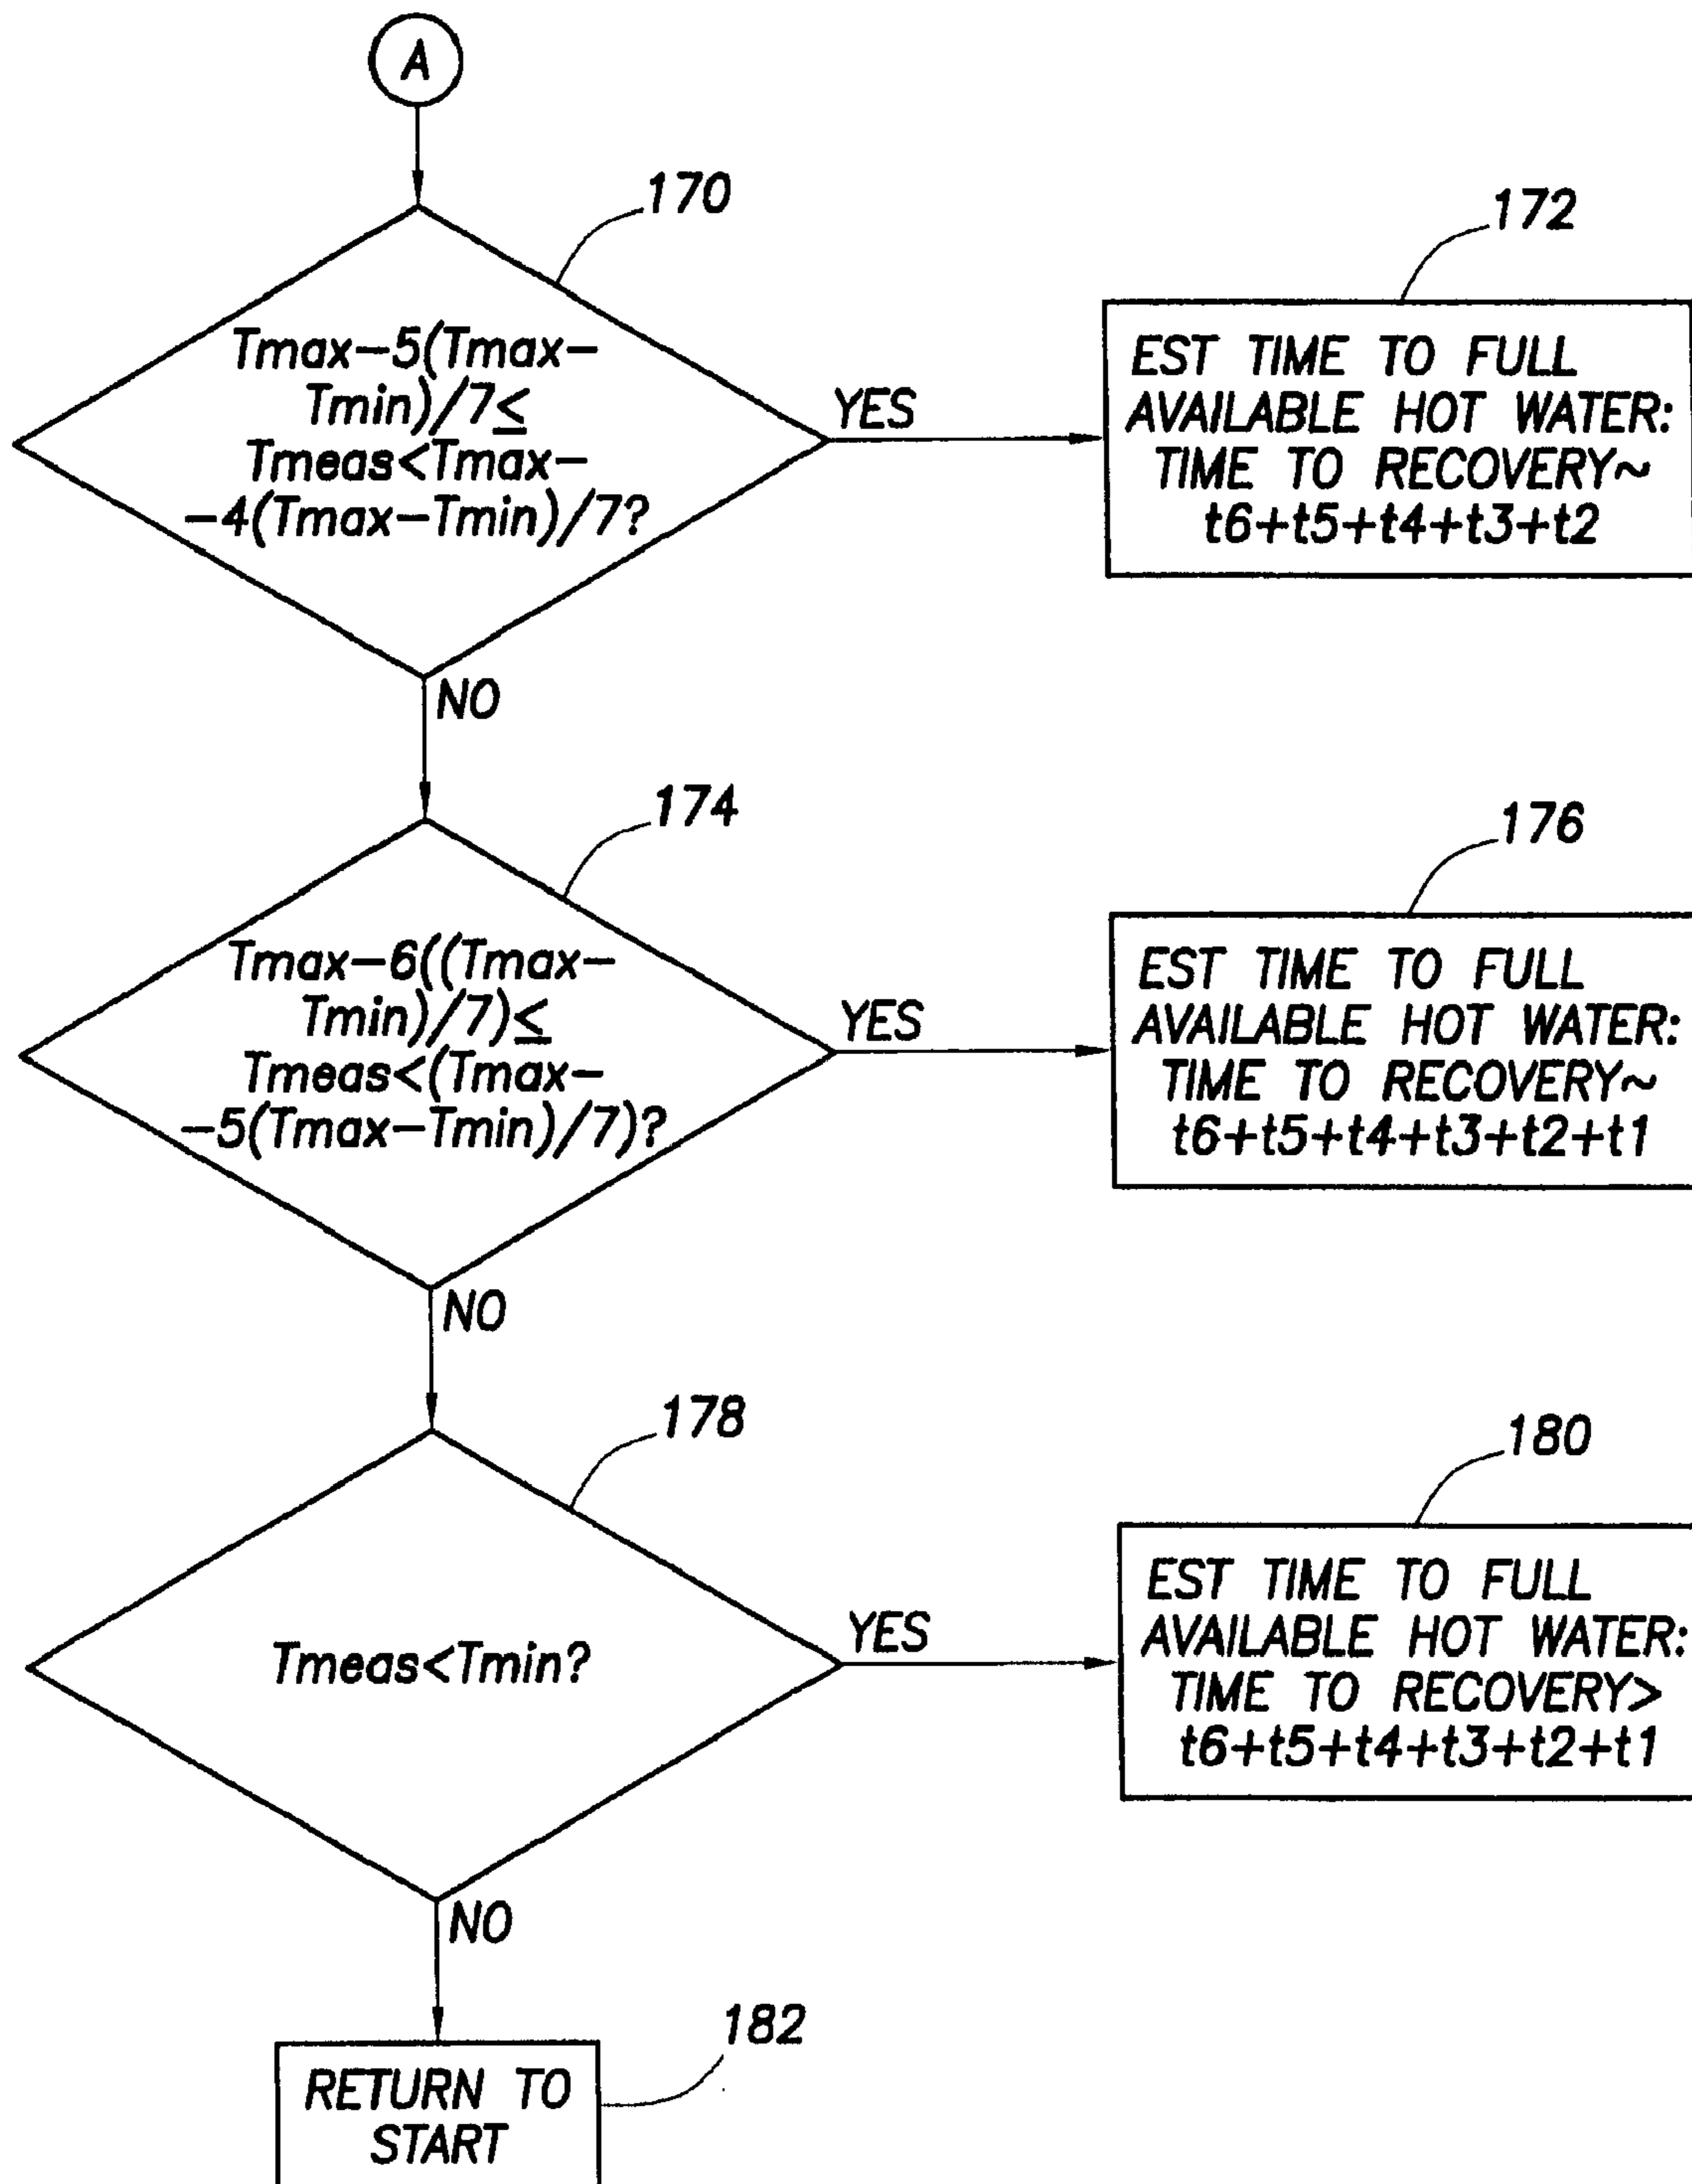 A
170
Tmax-5(Tmax-
Tmin)/7≤
Tmeas<Tmax-
-4(Tmax-Tmin)/7?
YES
172
EST TIME TO FULL
AVAILABLE HOT WATER:
TIME TO RECOVERY~
t6+t5+t4+t3+t2
NO
174
Tmax-6((Tmax-
Tmin)/7)≤
Tmeas<(Tmax-
-5(Tmax-Tmin)/7)?
YES
176
EST TIME TO FULL
AVAILABLE HOT WATER:
TIME TO RECOVERY~
t6+t5+t4+t3+t2+t1
NO
178
Tmeas<Tmin?
YES
180
EST TIME TO FULL
AVAILABLE HOT WATER:
TIME TO RECOVERY>
t6+t5+t4+t3+t2+t1
NO
182
RETURN TO
START